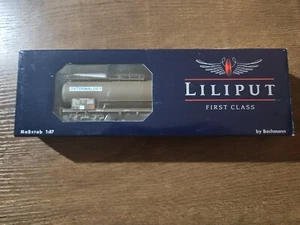 LILIPUT
FIRST CLASS
Maßstab 1:87
by Bachmann